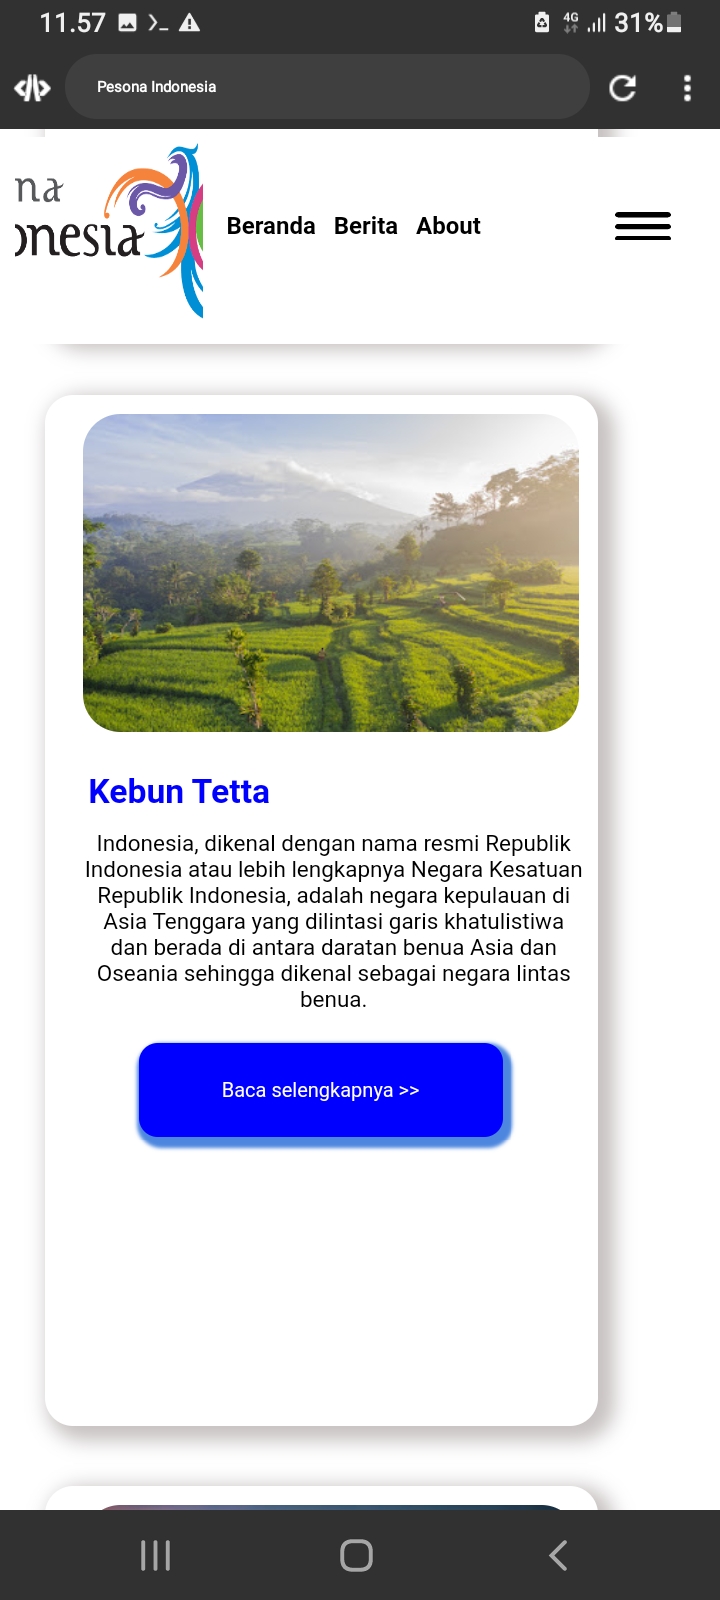 11.57
4G
31%
Pesona Indonesia
na
onesia
Beranda Berita About
Kebun Tetta
Indonesia, dikenal dengan nama resmi Republik
Indonesia atau lebih lengkapnya Negara Kesatuan
Republik Indonesia, adalah negara kepulauan di
Asia Tenggara yang dilintasi garis khatulistiwa
dan berada di antara daratan benua Asia dan
Oseania sehingga dikenal sebagai negara lintas
benua.
Baca selengkapnya >>